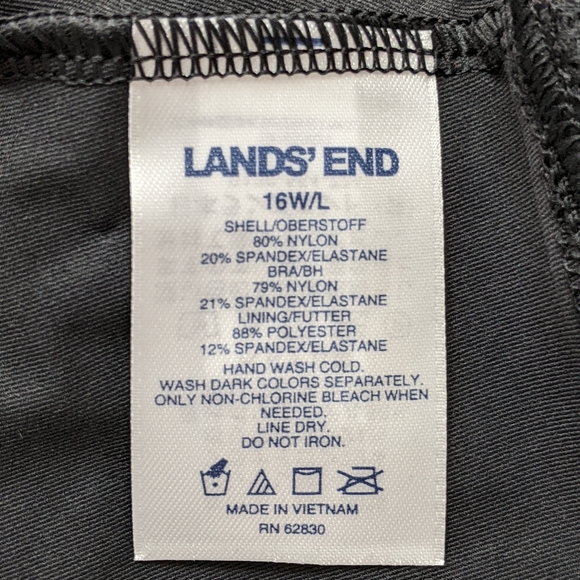 LANDS' END
16W/L
SHELL/OBERSTOFF
80% NYLON
20% SPANDEX/ELASTANE
BRA/BH
79% NYLON
21% SPANDEX/ELASTANE
LINING/FUTTER
88% POLYESTER
12% SPANDEX/ELASTANE
HAND WASH COLD.
WASH DARK COLORS SEPARATELY.
ONLY NON-CHLORINE BLEACH WHEN
NEEDED.
LINE DRY.
DO NOT IRON.
MADE IN VIETNAM
RN 62830